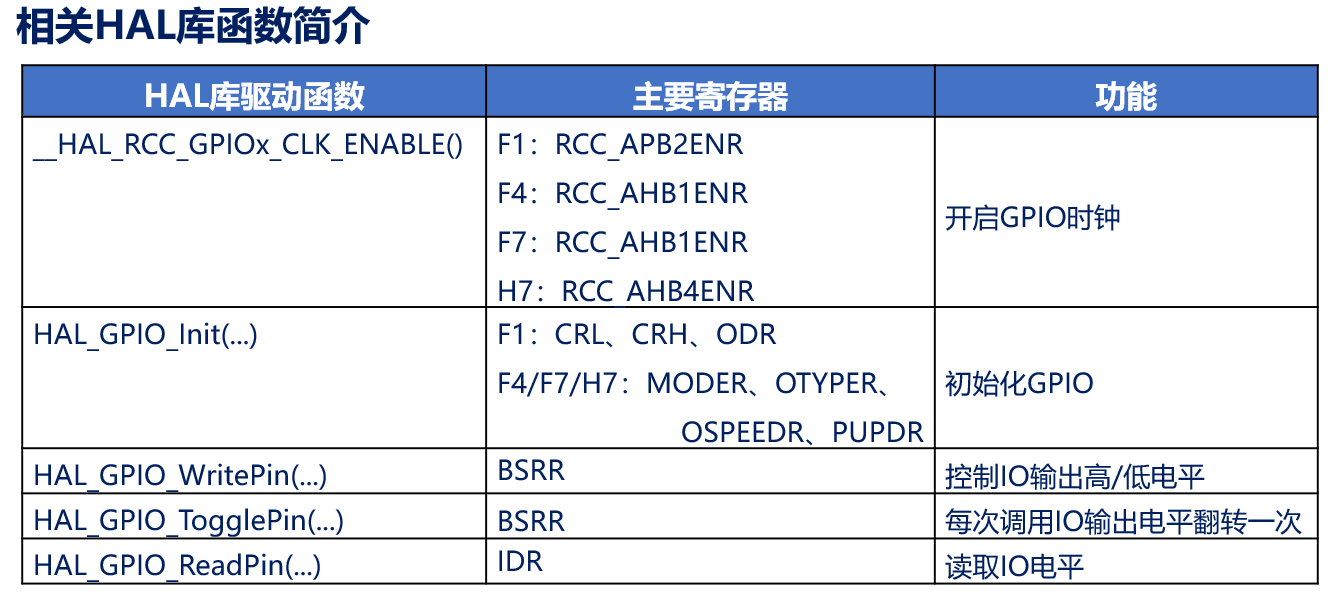 相关HAL库函数简介
HAL库驱动函数 主要寄存器 功能
__HAL_RCC_GPIOx_CLK_ENABLE() F1：RCC_APB2ENR
F4：RCC_AHB1ENR
开启GPIO时钟
F7：RCC_AHB1ENR
H7：RCC_AHB4ENR
HAL_GPIO_Init(...) F1：CRL、CRH、ODR
F4/F7/H7：MODER、OTYPER、 初始化GPIO
OSPEEDR、PUPDR
HAL_GPIO_WritePin(...) BSRR 控制IO输出高/低电平
HAL_GPIO_TogglePin(...) BSRR 每次调用IO输出电平翻转一次
HAL_GPIO_ReadPin(...) IDR 读取IO电平